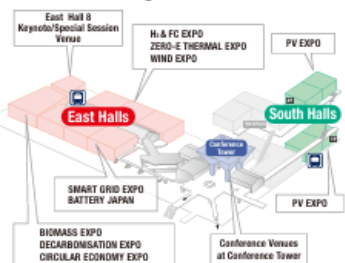 East Hall 8
Keynote/Special Session
Venue
H₂ & FC EXPO
ZERO-E THERMAL EXPO
WIND EXPO
PV EXPO
East Halls
South Halls
Conference
Tower
SMART GRID EXPO
BATTERY JAPAN
PV EXPO
BIOMASS EXPO
DECARBONISATION EXPO
CIRCULAR ECONOMY EXPO
Conference Venues
at Conference Tower